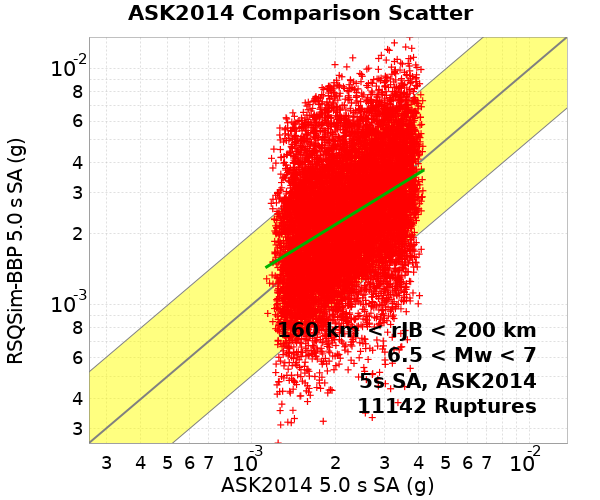 ASK2014 Comparison Scatter
RSQSim-BBP 5.0 s SA (g)
10-2
8
6
4
3
2
10-3
8
6
4
3
160 km < rJB < 200 km
6.5 < Mw < 7
5s SA, ASK2014
11142 Ruptures
3 4 5 6 7 10-3 2 3 4 5 6 7 10-2
ASK2014 5.0 s SA (g)